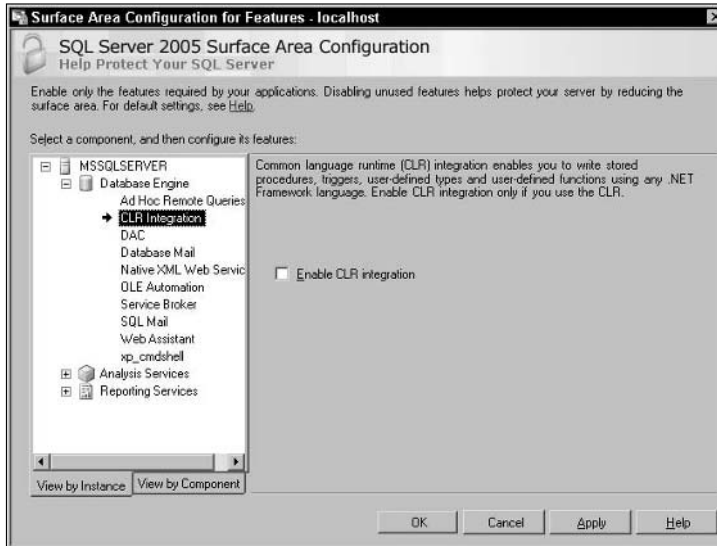 Surface Area Configuration for Features - localhost
SQL Server 2005 Surface Area Configuration
Help Protect Your SQL Server
Enable only the features required by your applications. Disabling unused features helps protect your server by reducing the
surface area. For default settings, see Help.
Select a component, and then configure its features:
MSSQLSERVER
Database Engine
Ad Hoc Remote Queries
CLR Integration
DAC
Database Mail
Native XML Web Servic
OLE Automation
Service Broker
SQL Mail
Web Assistant
xp_cmdshell
Analysis Services
Reporting Services
View by Instance
View by Component
Common language runtime (CLR) integration enables you to write stored
procedures, triggers, user-defined types and user-defined functions using any .NET
Framework language. Enable CLR integration only if you use the CLR.
Enable CLR integration
OK
Cancel
Apply
Help